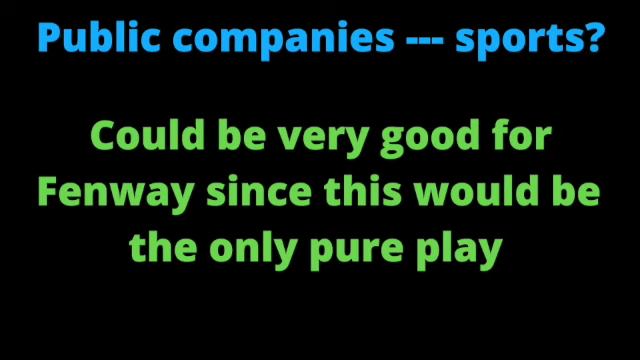 Public companies --- sports?
Could be very good for
Fenway since this would be
the only pure play